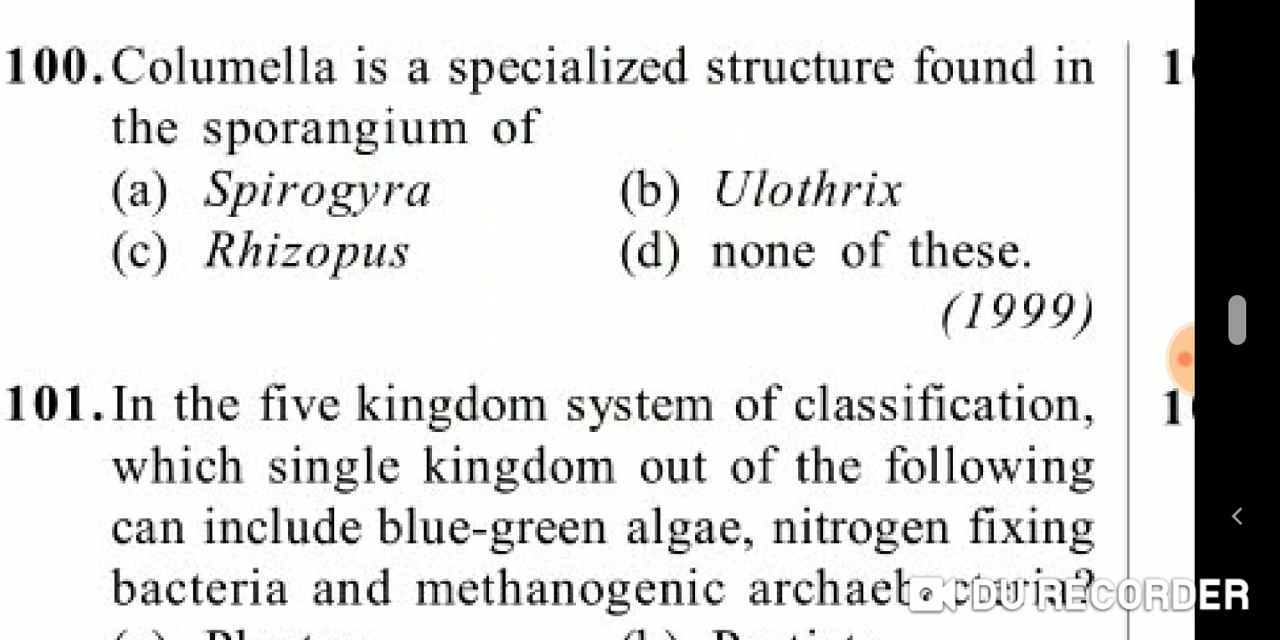 100. Columella is a specialized structure found in
the sporangium of
(a) Spirogyra (b) Ulothrix
(c) Rhizopus (d) none of these.
(1999)
101. In the five kingdom system of classification,
which single kingdom out of the following
can include blue-green algae, nitrogen fixing
bacteria and methanogenic
DU RECORDER